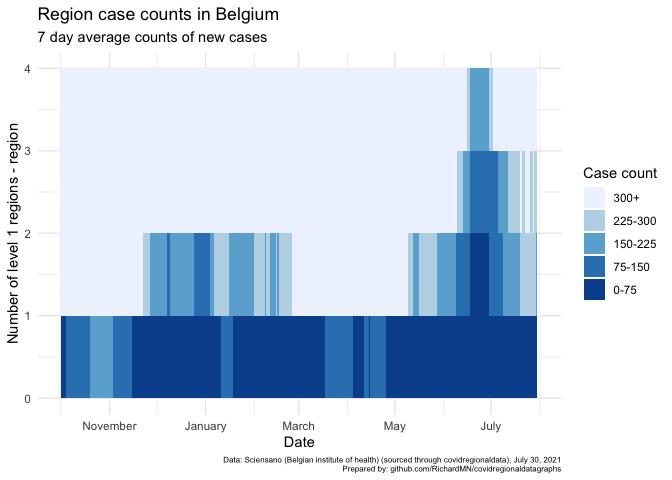 Region case counts in Belgium
7 day average counts of new cases
4
3
2
1
0
Number of level 1 regions - region
November
January
March
May
July
Date
Case count
300+
225-300
150-225
75-150
0-75
Data: Sciensano (Belgian institute of health) (sourced through covidregionaldata), July 30, 2021
Prepared by: github.com/RichardMN/covidregionaldatagraphs